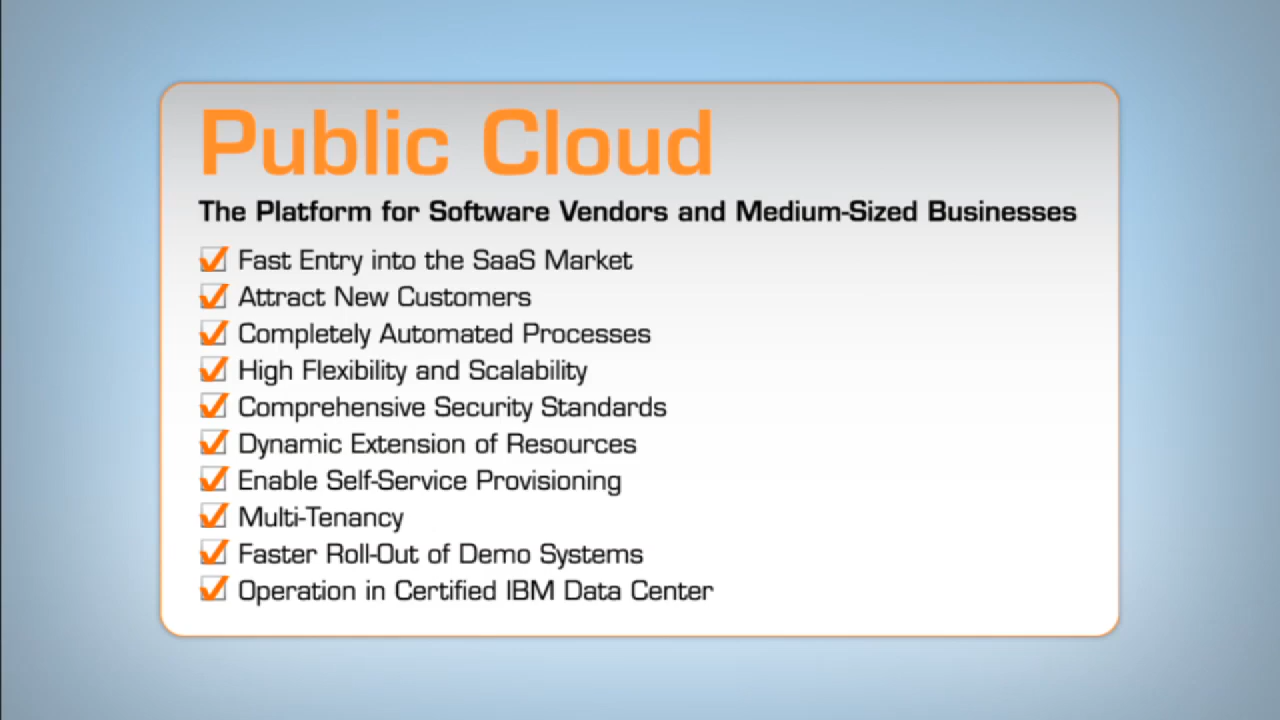 Public Cloud
The Platform for Software Vendors and Medium-Sized Businesses
Fast Entry into the SaaS Market
Attract New Customers
Completely Automated Processes
High Flexibility and Scalability
Comprehensive Security Standards
Dynamic Extension of Resources
Enable Self-Service Provisioning
Multi-Tenancy
Faster Roll-Out of Demo Systems
Operation in Certified IBM Data Center